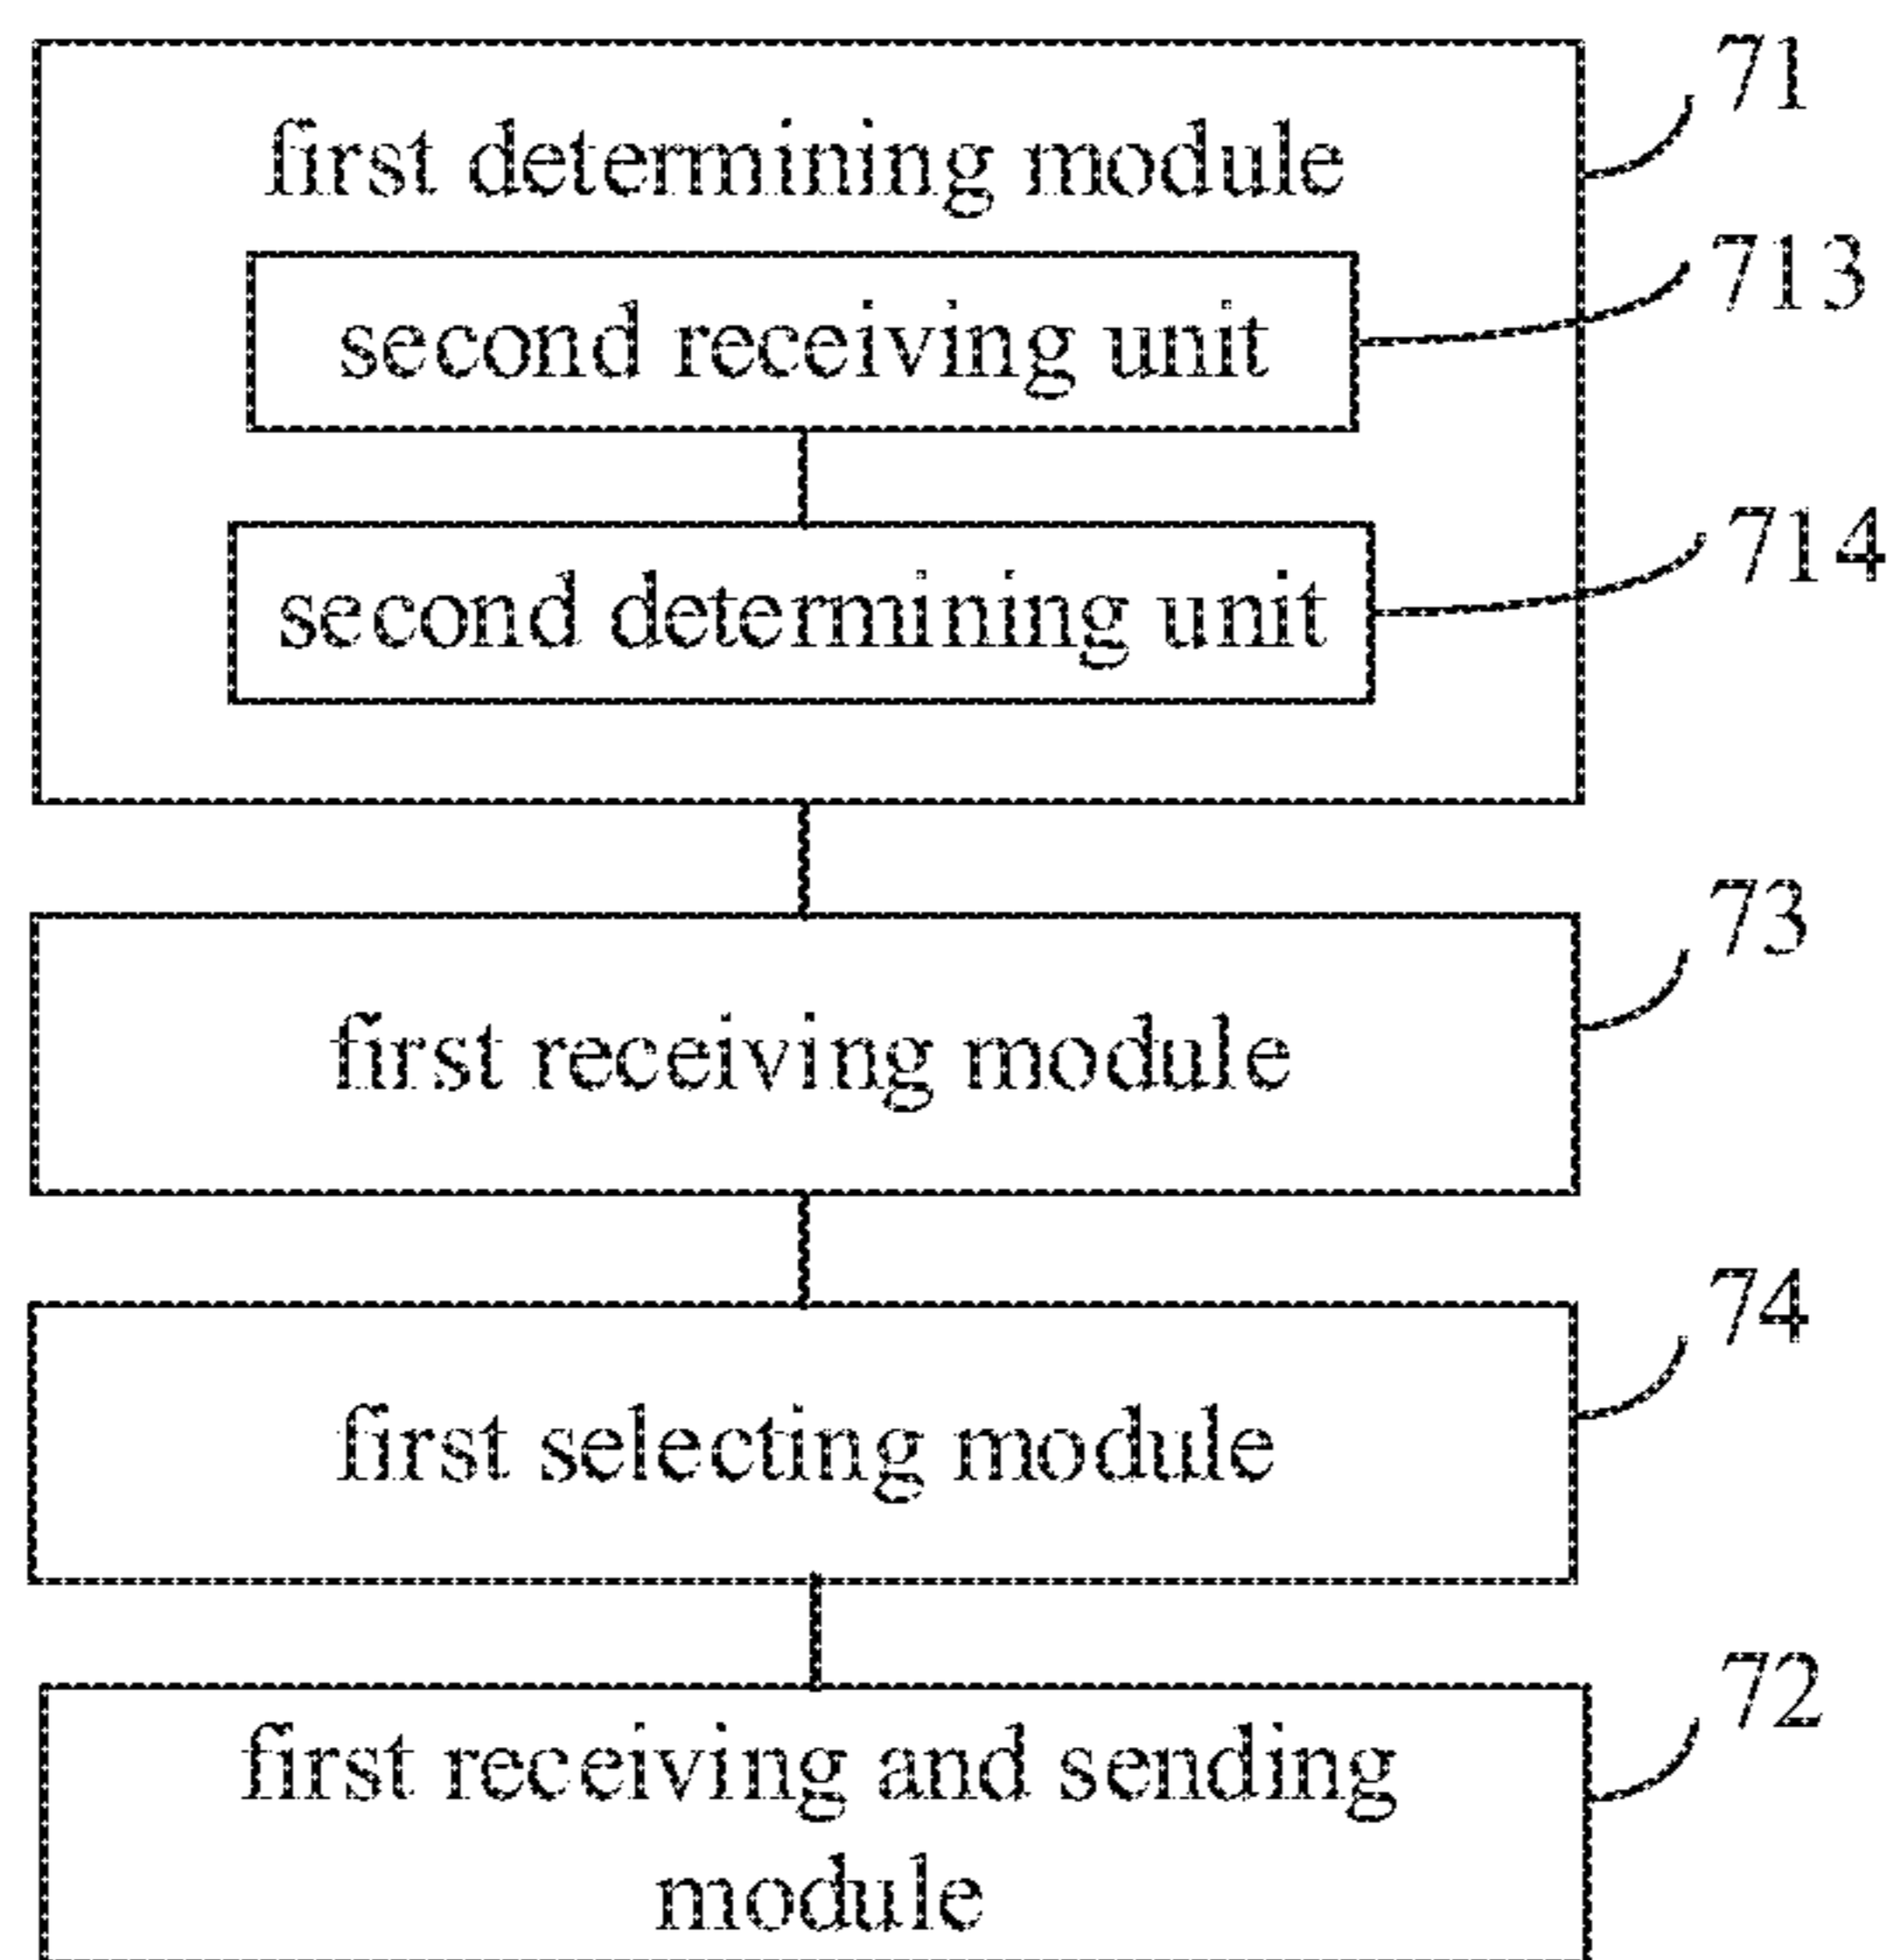 71
first determining module
713
second receiving unit
714
second determining unit
73
first receiving module
74
first selecting module
72
first receiving and sending
module